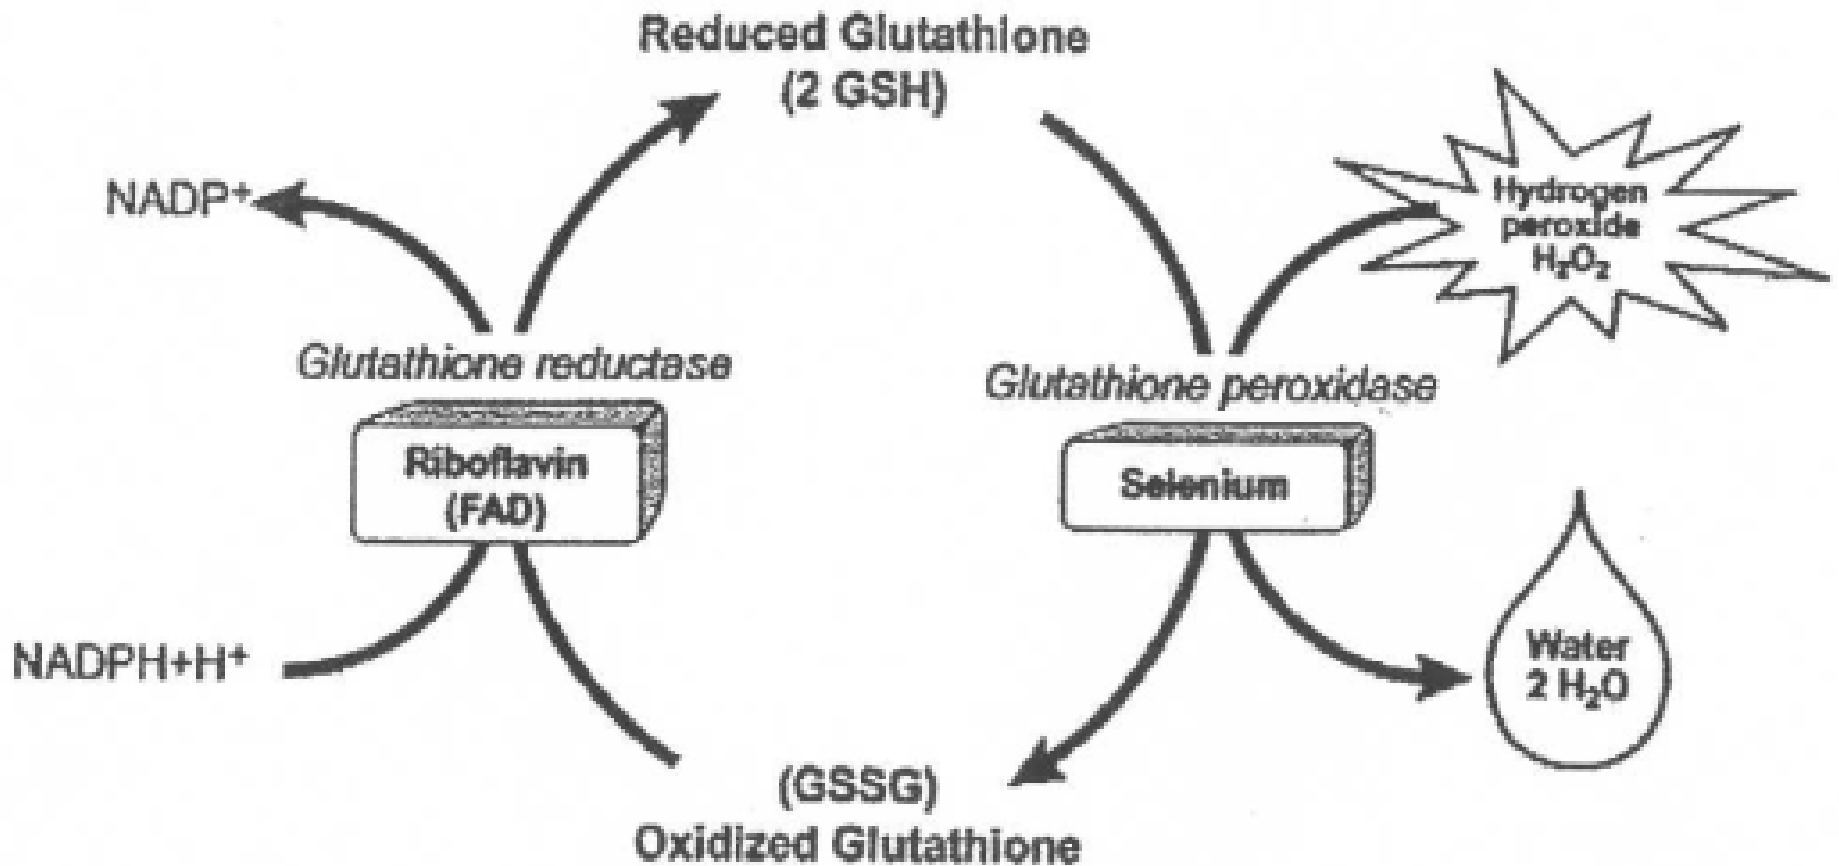 Reduced Glutathione
(2 GSH)
NADP⁺
Hydrogen
peroxide
H₂O₂
Glutathione reductase
Glutathione peroxidase
Riboflavin
(FAD)
Selenium
NADPH+H⁺
Water
2 H₂O
(GSSG)
Oxidized Glutathione